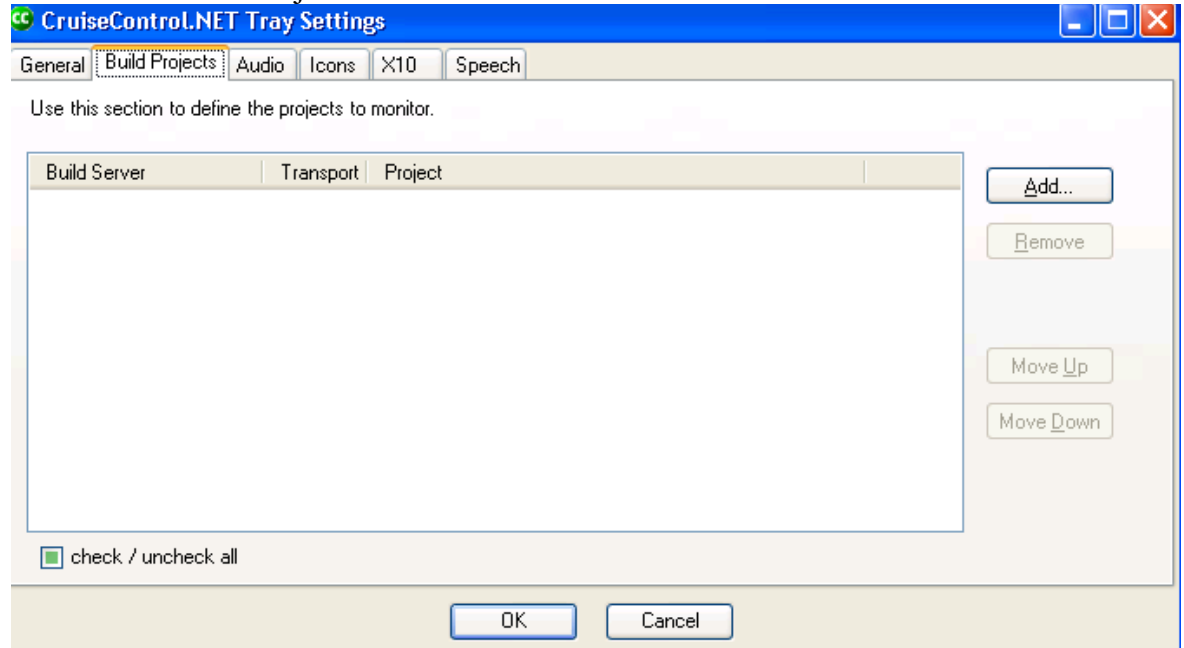 CruiseControl.NET Tray Settings
General Build Projects Audio Icons X10 Speech
Use this section to define the projects to monitor.
Build Server Transport Project
Add...
Remove
Move Up
Move Down
check / uncheck all
OK Cancel